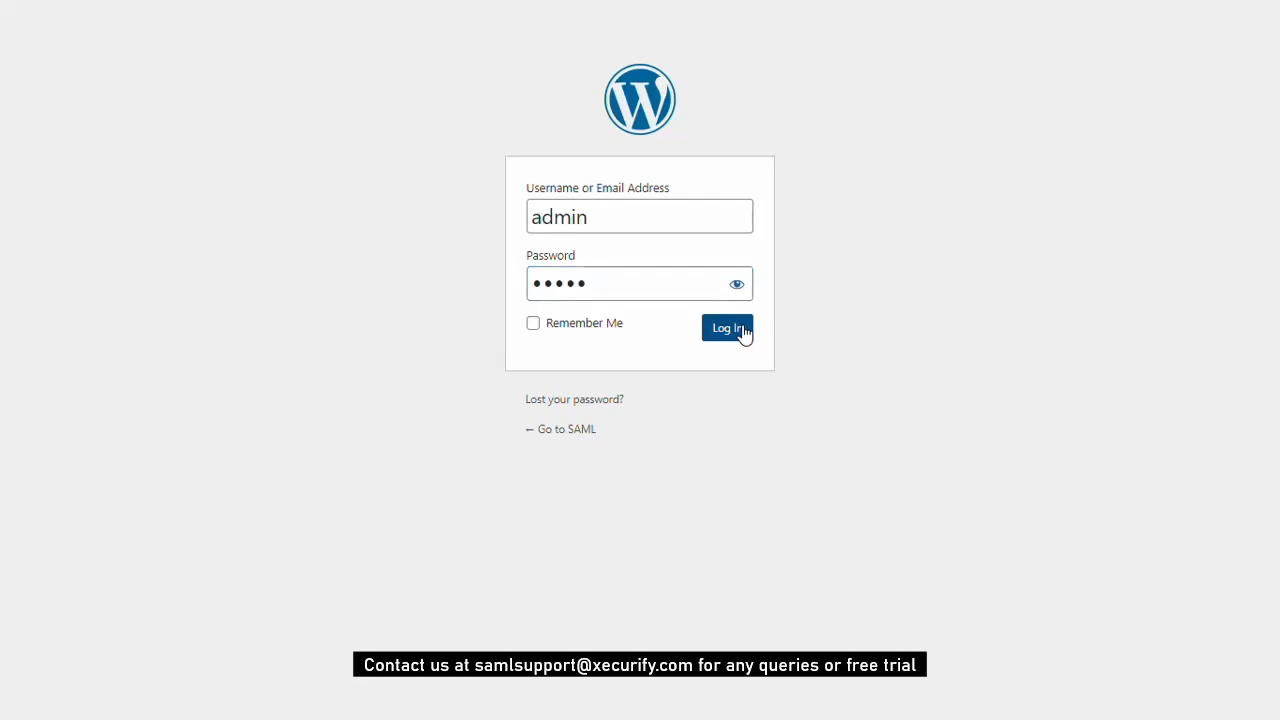 Username or Email Address
admin
Password
Remember Me
Log In
Lost your password?
← Go to SAML
Contact us at samlsupport@xecurify.com for any queries or free trial